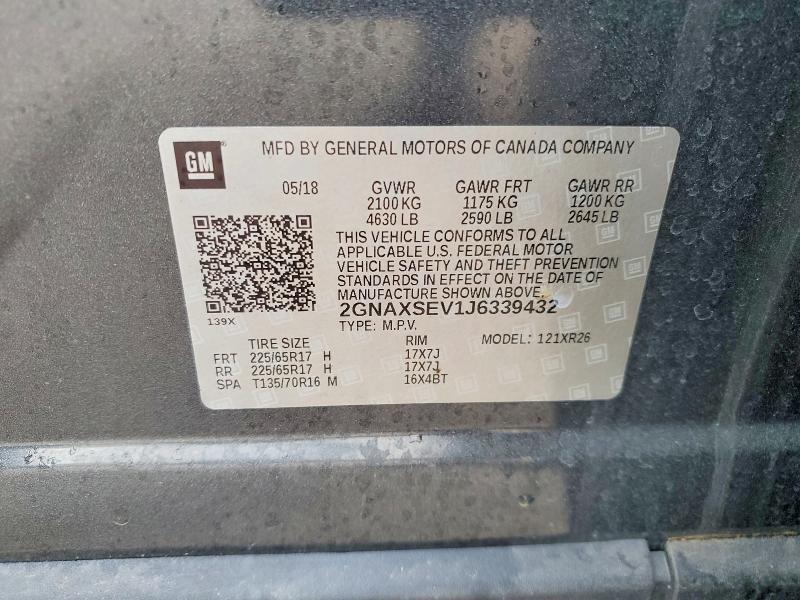 GM
MFD BY GENERAL MOTORS OF CANADA COMPANY
05/18 GVWR GAWR FRT GAWR RR
2100 KG 1175 KG 1200 KG
4630 LB 2590 LB 2645 LB
THIS VEHICLE CONFORMS TO ALL
APPLICABLE U.S. FEDERAL MOTOR
VEHICLE SAFETY AND THEFT PREVENTION
STANDARDS IN EFFECT ON THE DATE OF
MANUFACTURE SHOWN ABOVE.
2GNAXSEV1J6339432
139X
TYPE: M.P.V. MODEL: 121XR26
TIRE SIZE RIM
FRT 225/65R17 H 17X7J
RR 225/65R17 H 17X7J
SPA T135/70R16 M 16X4BT